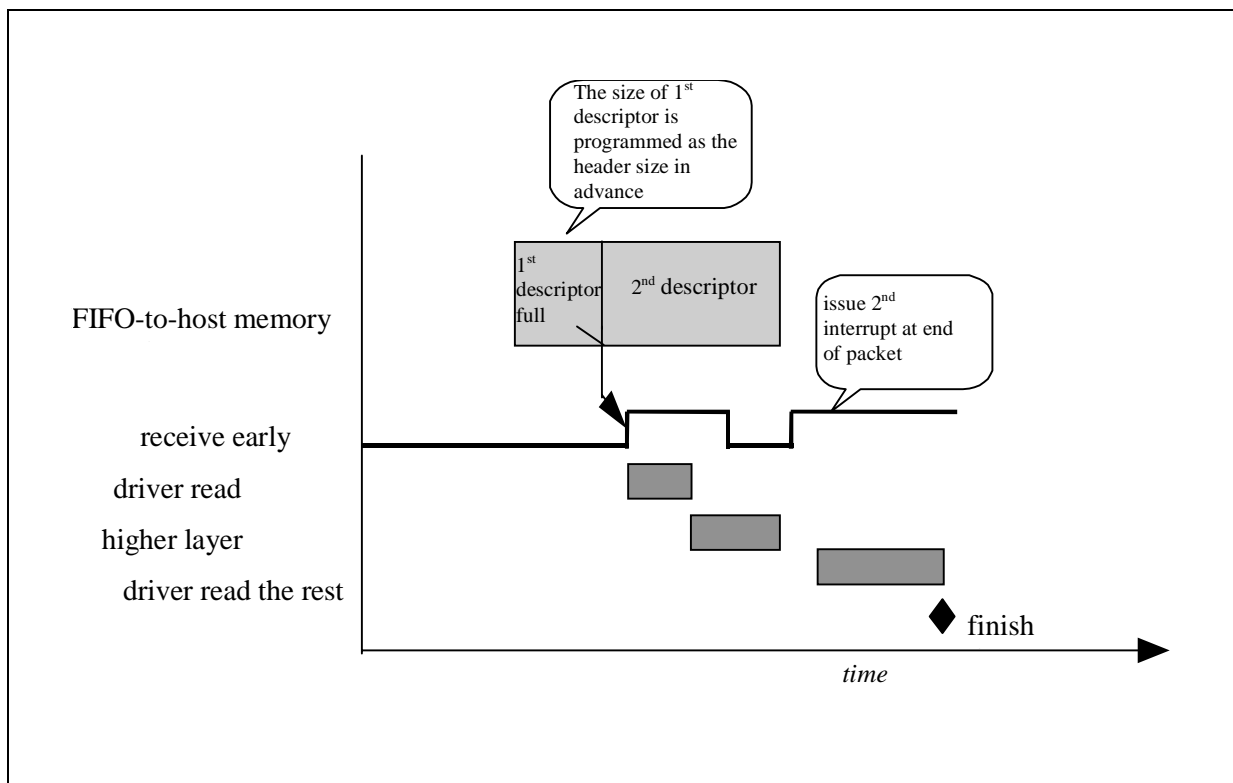 The size of 1st
descriptor is
programmed as the
header size in
advance
1st
descriptor
full
2nd descriptor
FIFO-to-host memory
issue 2nd
interrupt at end
of packet
receive early
driver read
higher layer
driver read the rest
finish
time